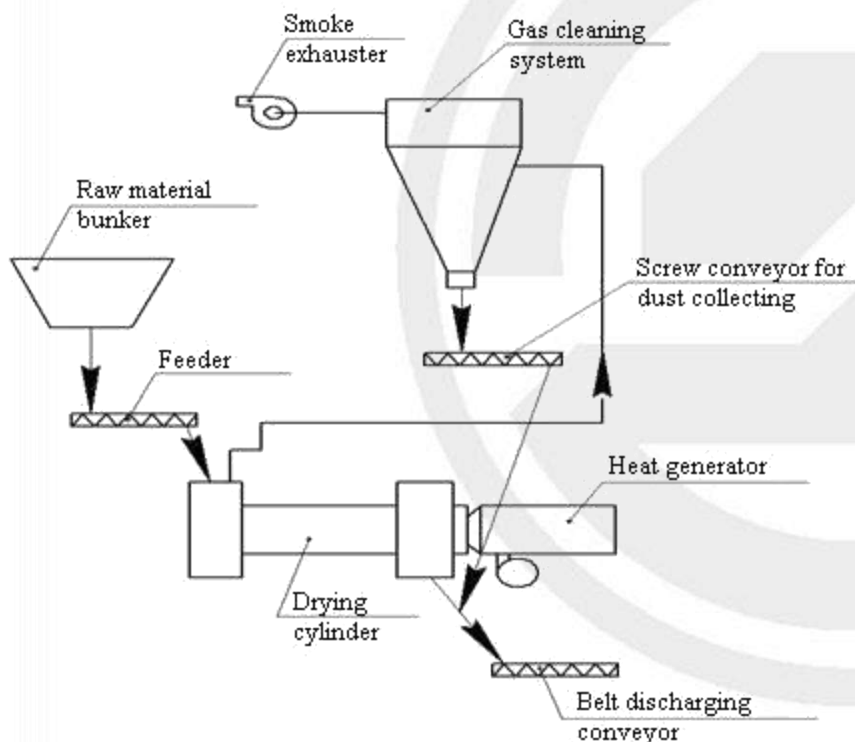 Smoke
exhauster
Gas cleaning
system
Raw material
bunker
Screw conveyor for
dust collecting
Feeder
Heat generator
Drying
cylinder
Belt discharging
conveyor